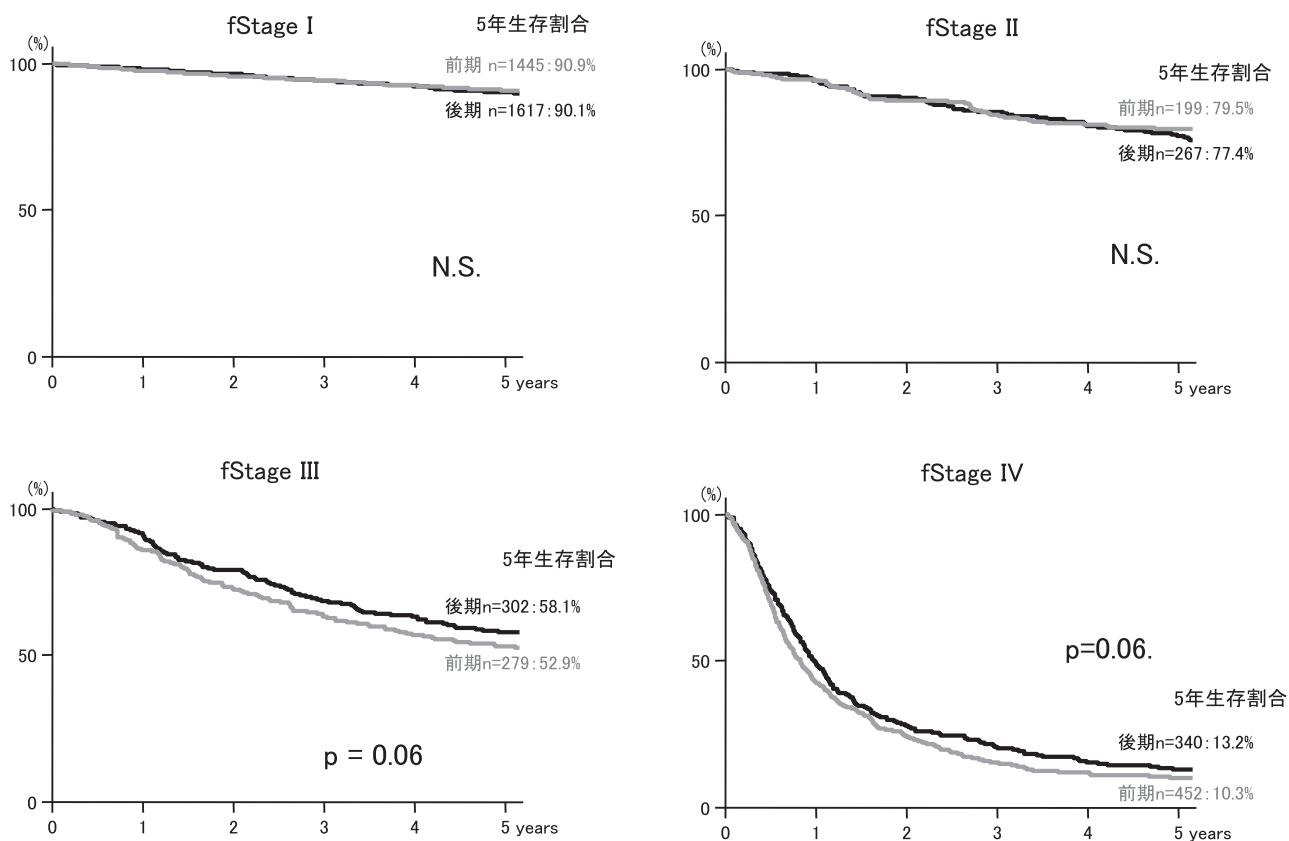 fStage I
5年生存割合
(%)
100
前期 n=1445:90.9%
後期 n=1617:90.1%
50
N.S.
0
0 1 2 3 4 5 years
fStage II
5年生存割合
(%)
100
前期n=199:79.5%
後期n=267:77.4%
50
N.S.
0
0 1 2 3 4 5 years
fStage III
(%)
100
5年生存割合
後期n=302:58.1%
50
前期n=279:52.9%
p = 0.06
0
0 1 2 3 4 5 years
fStage IV
(%)
100
50
p=0.06.
5年生存割合
後期n=340:13.2%
前期n=452:10.3%
0
0 1 2 3 4 5 years